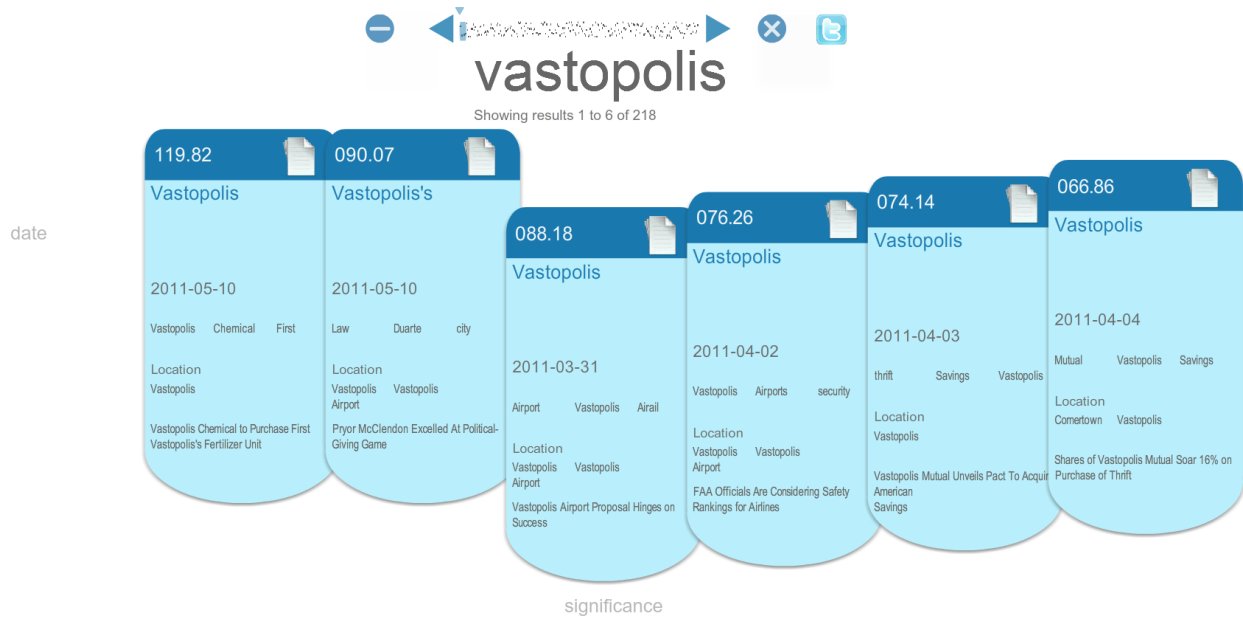 vastopolis
Showing results 1 to 6 of 218
date
119.82
Vastopolis
2011-05-10
Vastopolis Chemical First
Location
Vastopolis
Vastopolis Chemical to Purchase First
Vastopolis's Fertilizer Unit
090.07
Vastopolis's
2011-05-10
Law Duarte city
Location
Vastopolis Vastopolis
Airport
Pryor McClendon Excelled At Political-
Giving Game
088.18
Vastopolis
2011-03-31
Airport Vastopolis Airail
Location
Vastopolis Vastopolis
Airport
Vastopolis Airport Proposal Hinges on
Success
076.26
Vastopolis
2011-04-02
Vastopolis Airports security
Location
Vastopolis Vastopolis
Airport
FAA Officials Are Considering Safety
Rankings for Airlines
074.14
Vastopolis
2011-04-03
thrift Savings Vastopolis
Location
Vastopolis
Vastopolis Mutual Unveils Pact To Acquir
American
Savings
066.86
Vastopolis
2011-04-04
Mutual Vastopolis Savings
Location
Cornertown Vastopolis
Shares of Vastopolis Mutual Soar 16% on
Purchase of Thrift
significance